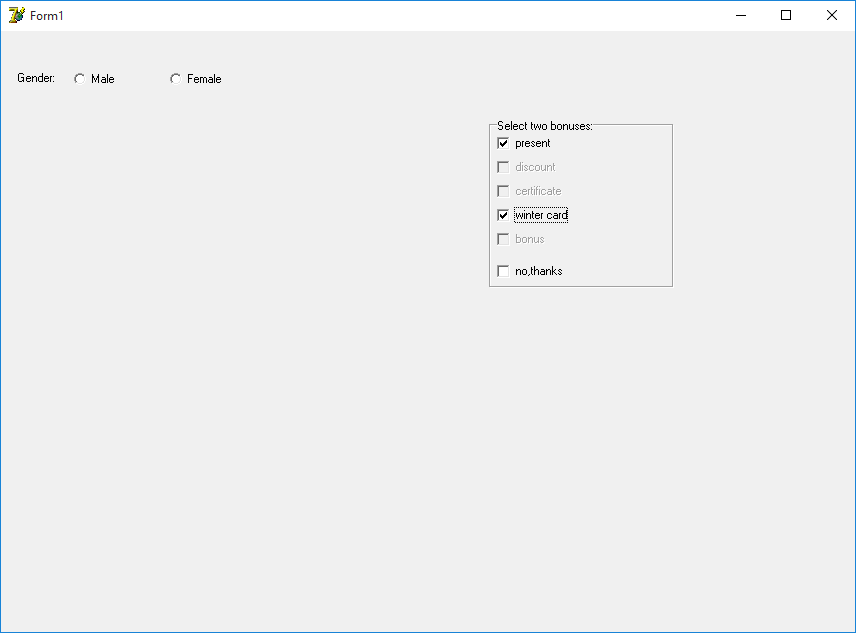 Form1
Gender: Male Female
Select two bonuses:
present
discount
certificate
winter card
bonus
no,thanks